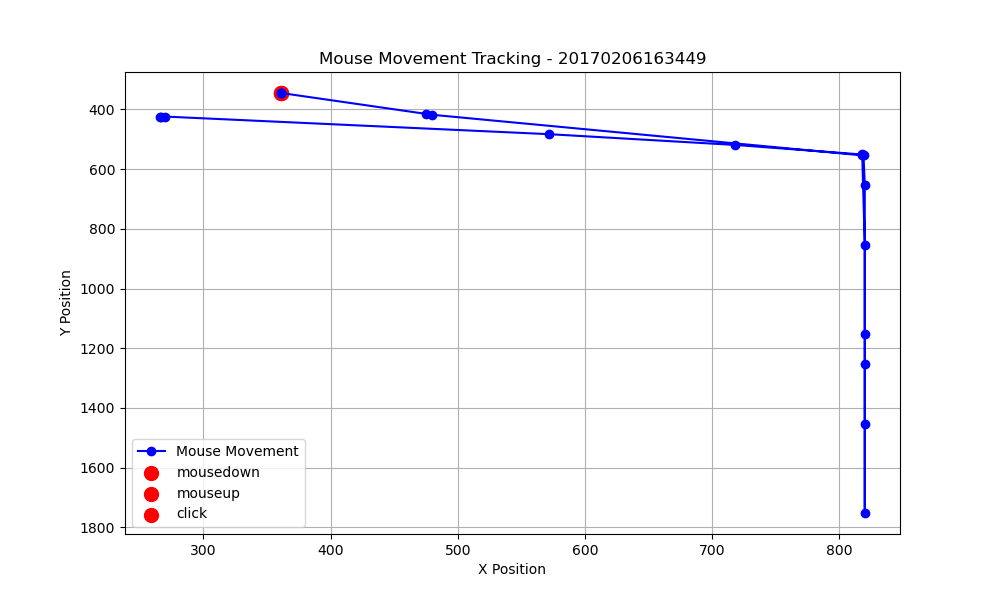 Mouse Movement Tracking - 20170206163449
400
600
800
1000
1200
1400
1600
1800
Y Position
Mouse Movement
mousedown
mouseup
click
300 400 500 600 700 800
X Position